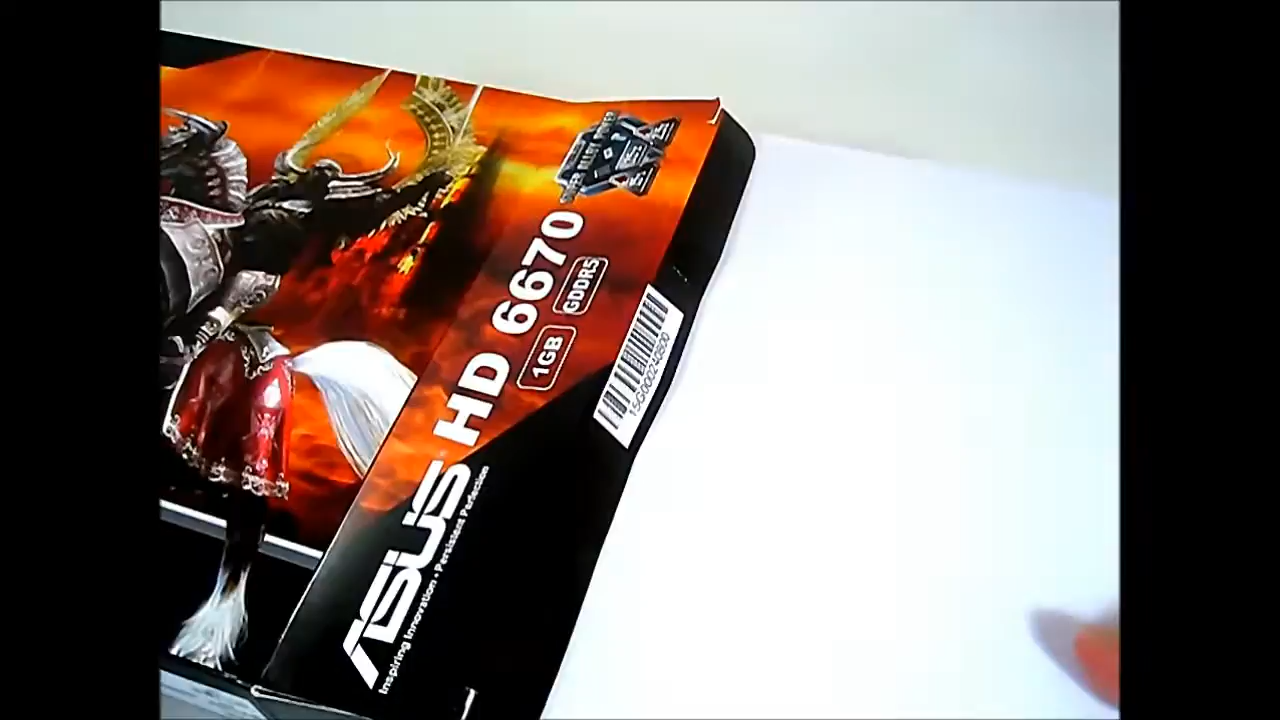 ASUS HD 6670
Inspiring Innovation • Persistent Perfection
1GB
GDDR5